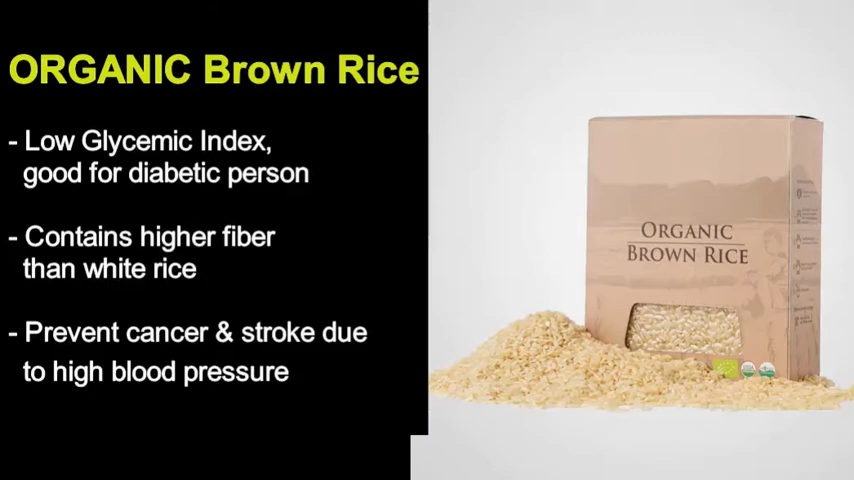 ORGANIC Brown Rice
- Low Glycemic Index,
good for diabetic person
- Contains higher fiber
than white rice
- Prevent cancer & stroke due
to high blood pressure
ORGANIC
BROWN RICE